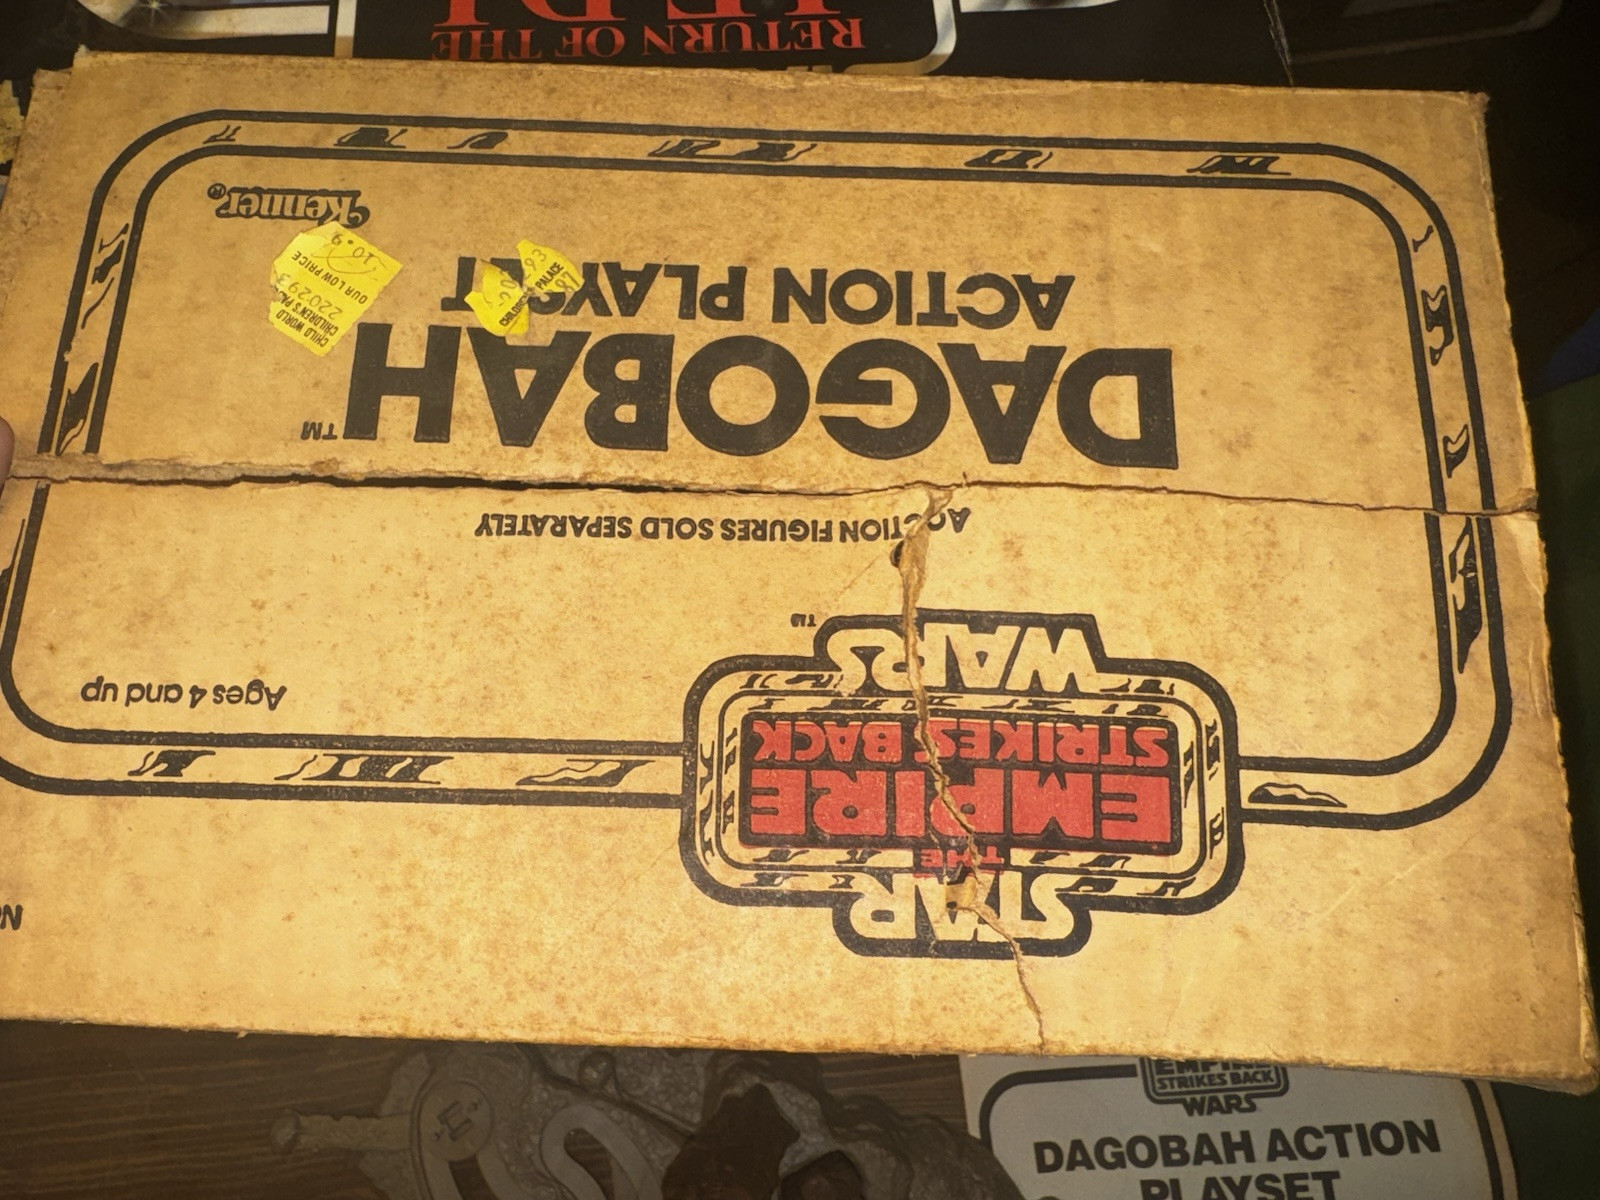 RETURN OF THE
JEDI
STAR
THE
EMPIRE
STRIKES BACK
WARS
TM
Ages 4 and up
ACTION FIGURES SOLD SEPARATELY
DAGOBAH TM
ACTION PLAYSET
Kenner®
CHILD WORLD
CHILDREN'S
220293
OUR LOW PRICE
CHILDREN'S PALACE
EMPIRE
STRIKES BACK
WARS
DAGOBAH ACTION
PLAYSET